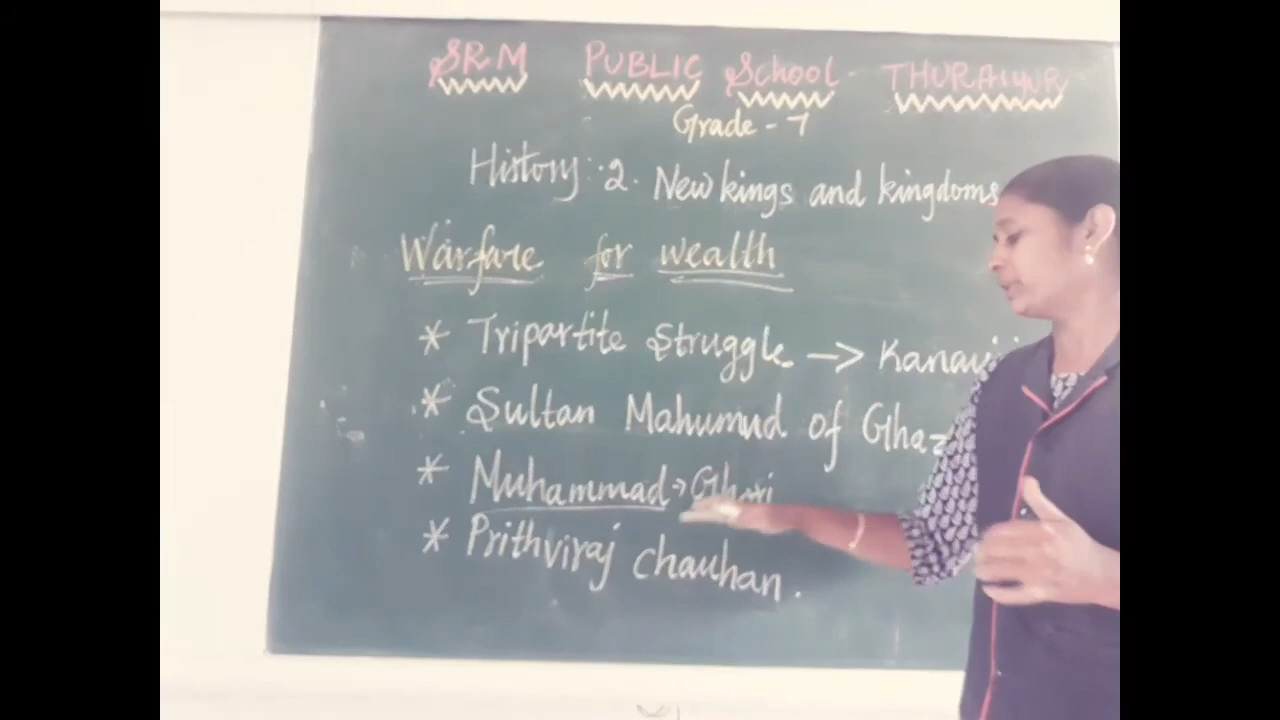 SRM PUBLIC School THURAIYUR
Grade - 7
History: 2. New kings and kingdoms
Warfare for wealth
* Tripartite Struggle -> Kanauj
* Sultan Mahumud of Ghaz
* Muhammad -> Ghori
* Prithviraj chauhan.